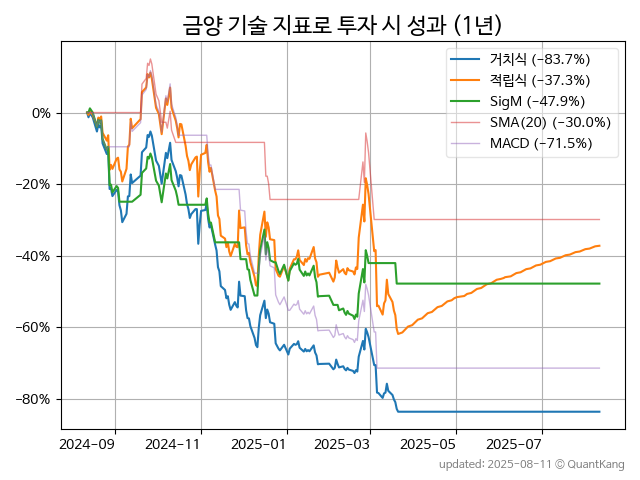 금양 기술 지표로 투자 시 성과 (1년)
거치식 (−83.7%)
적립식 (−37.3%)
SigM (−47.9%)
SMA(20) (−30.0%)
MACD (−71.5%)
0%
−20%
−40%
−60%
−80%
2024−09 2024−11 2025−01 2025−03 2025−05 2025−07
updated: 2025−08−11 © QuantKang